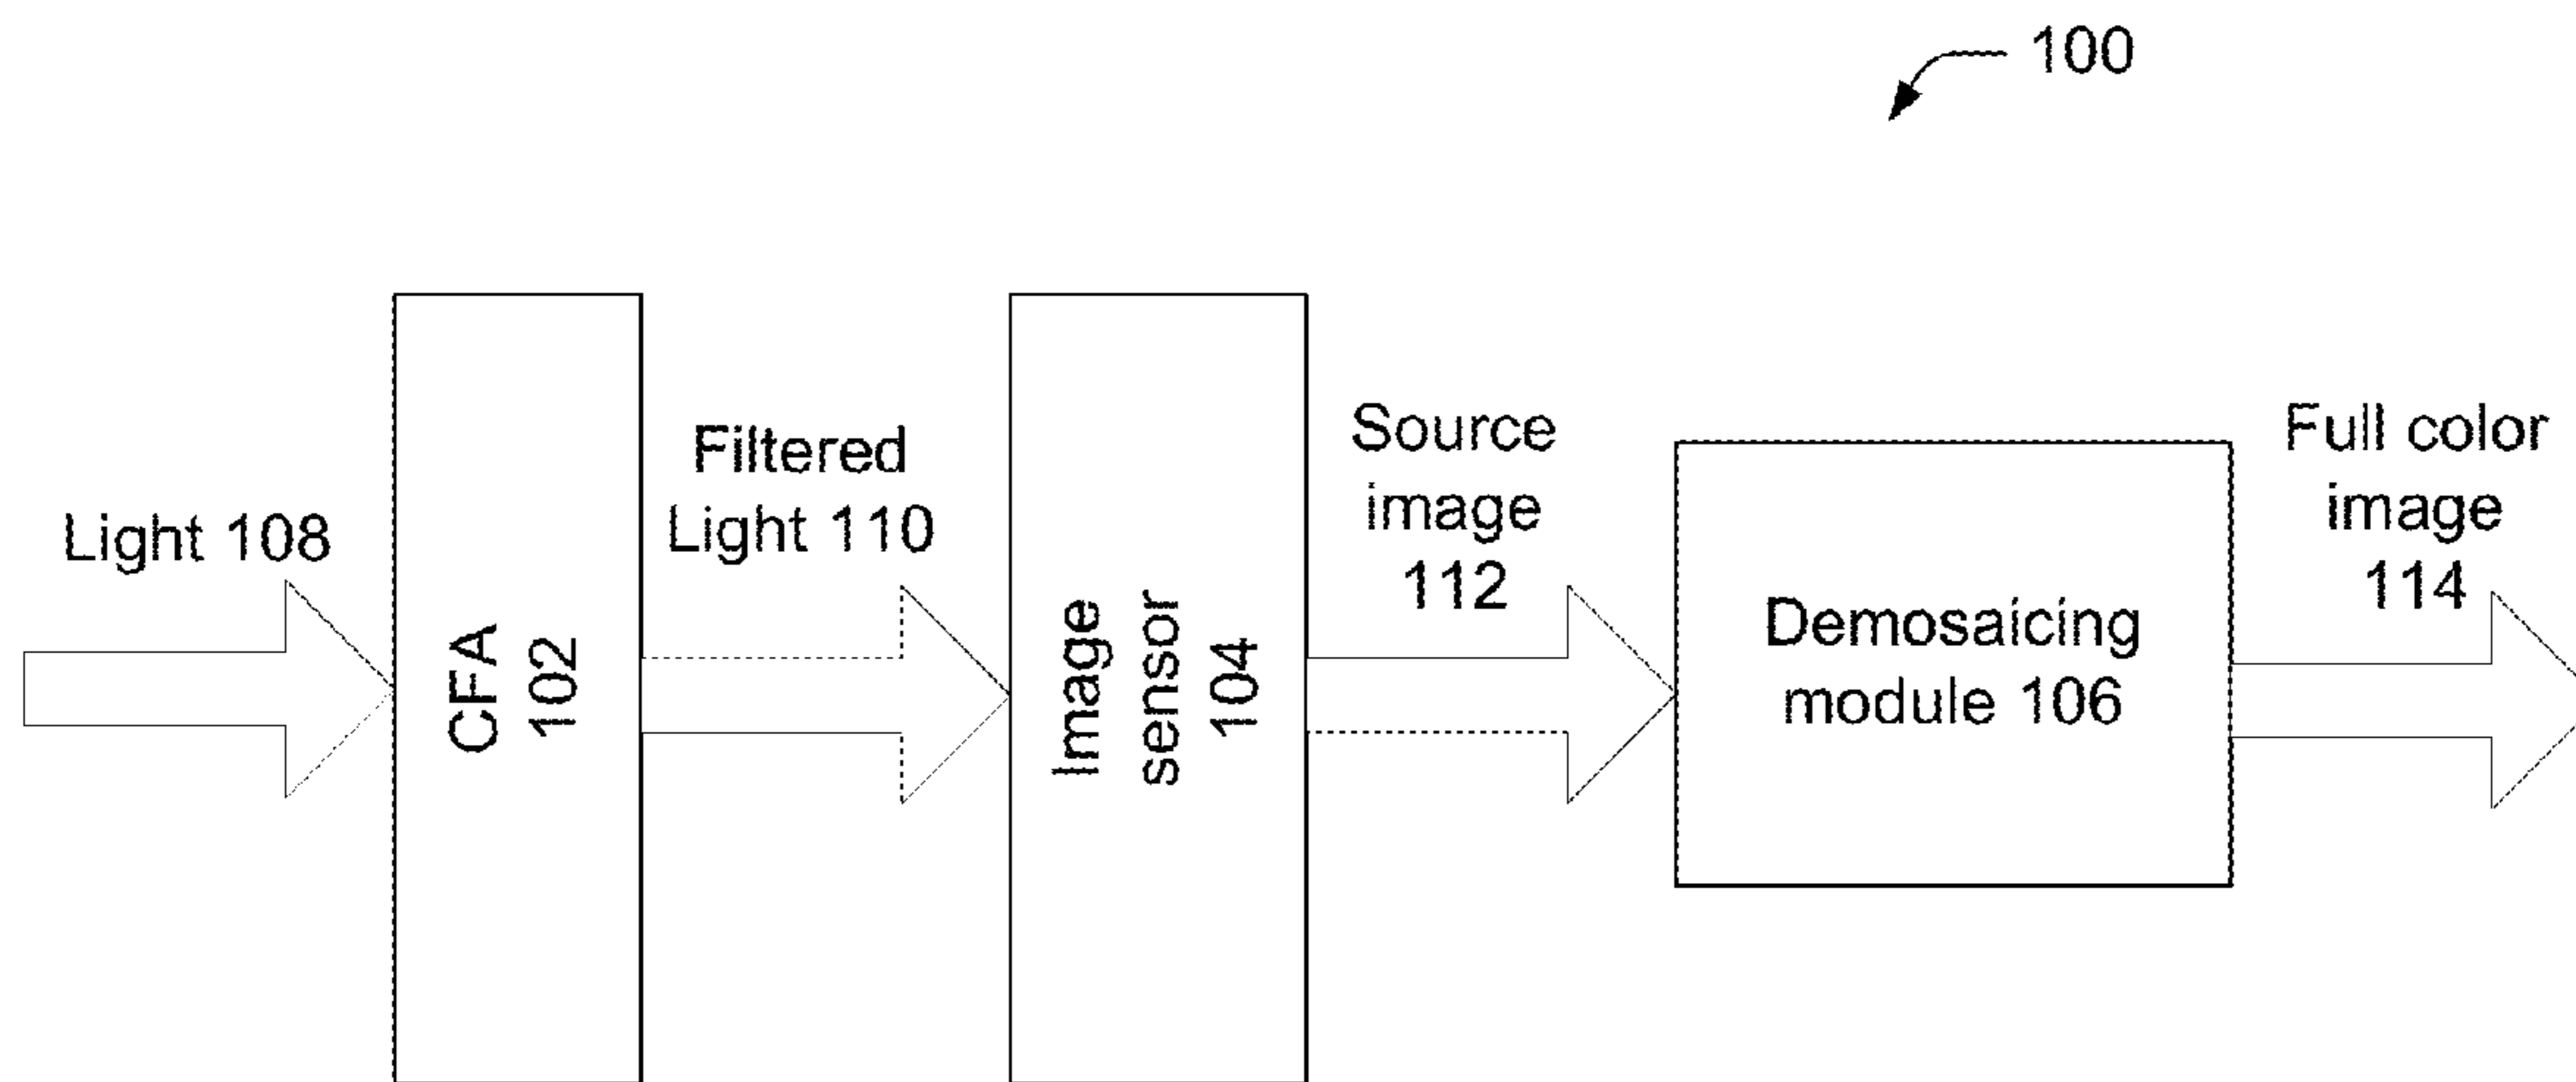 100
Light 108
CFA
102
Filtered
Light 110
Image
sensor
104
Source
image
112
Demosaicing
module 106
Full color
image
114